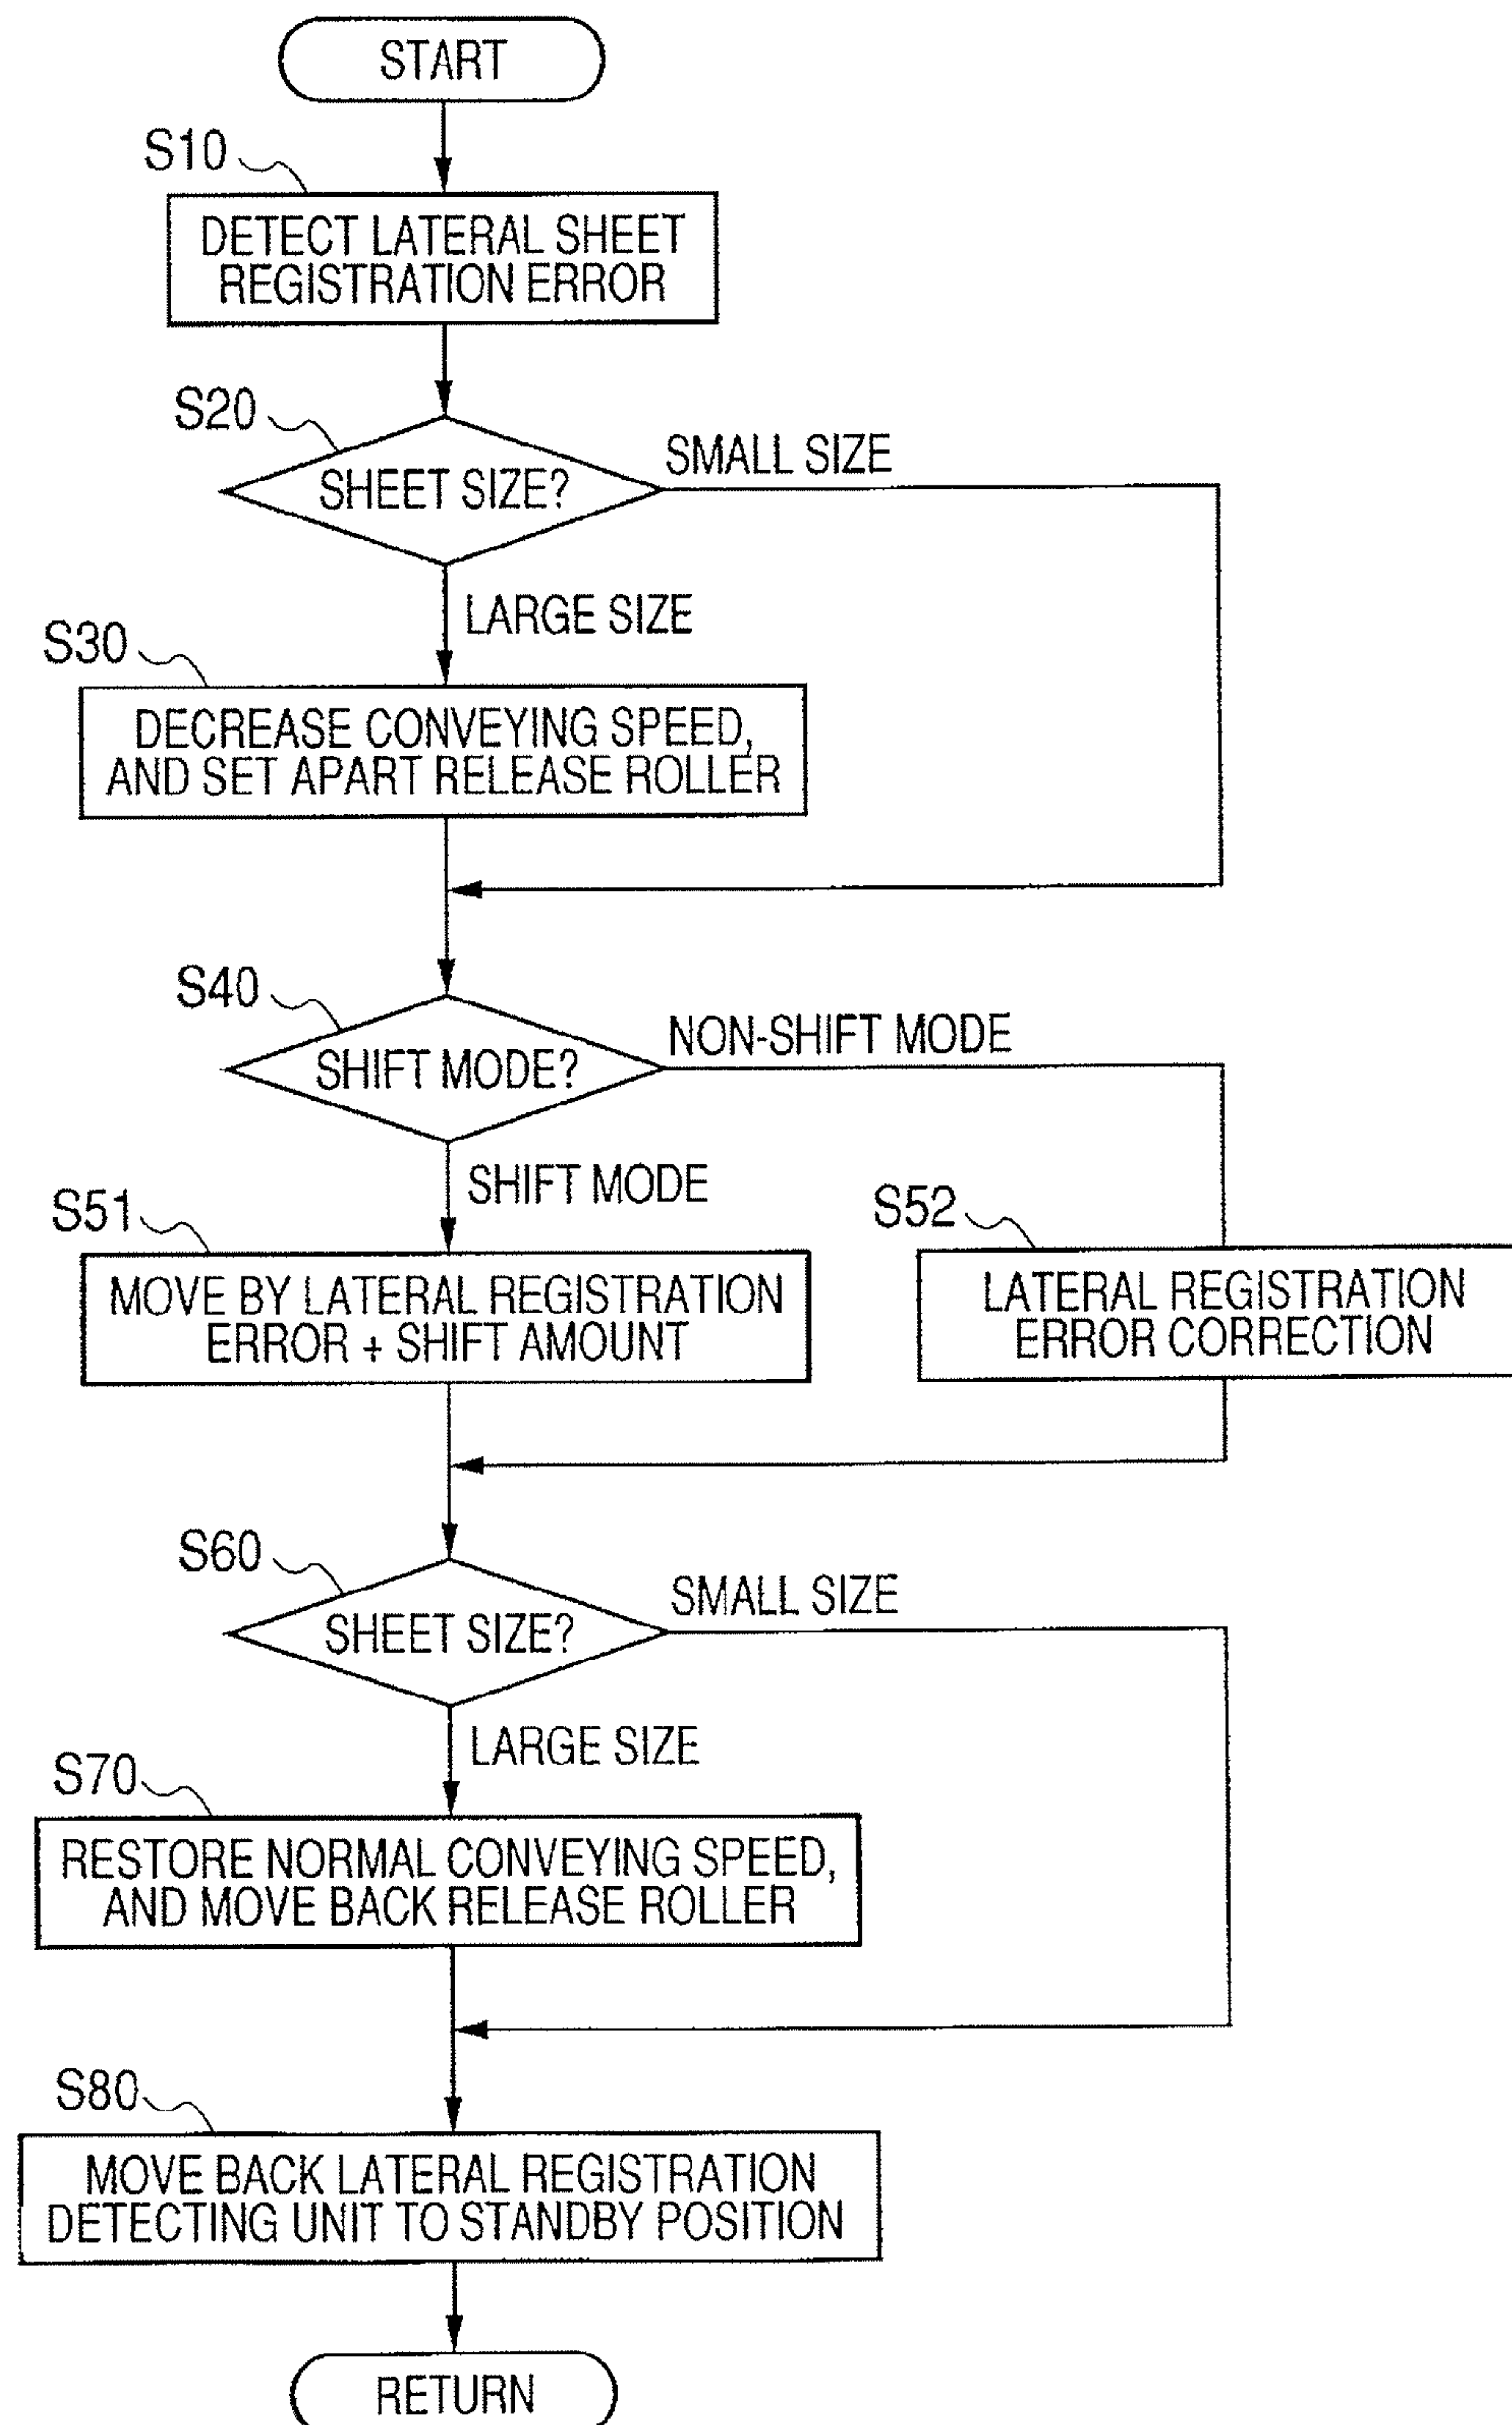 START
S10
DETECT LATERAL SHEET
REGISTRATION ERROR
S20
SHEET SIZE?
SMALL SIZE
LARGE SIZE
S30
DECREASE CONVEYING SPEED,
AND SET APART RELEASE ROLLER
S40
SHIFT MODE?
NON-SHIFT MODE
SHIFT MODE
S51
MOVE BY LATERAL REGISTRATION
ERROR + SHIFT AMOUNT
S52
LATERAL REGISTRATION
ERROR CORRECTION
S60
SHEET SIZE?
SMALL SIZE
LARGE SIZE
S70
RESTORE NORMAL CONVEYING SPEED,
AND MOVE BACK RELEASE ROLLER
S80
MOVE BACK LATERAL REGISTRATION
DETECTING UNIT TO STANDBY POSITION
RETURN